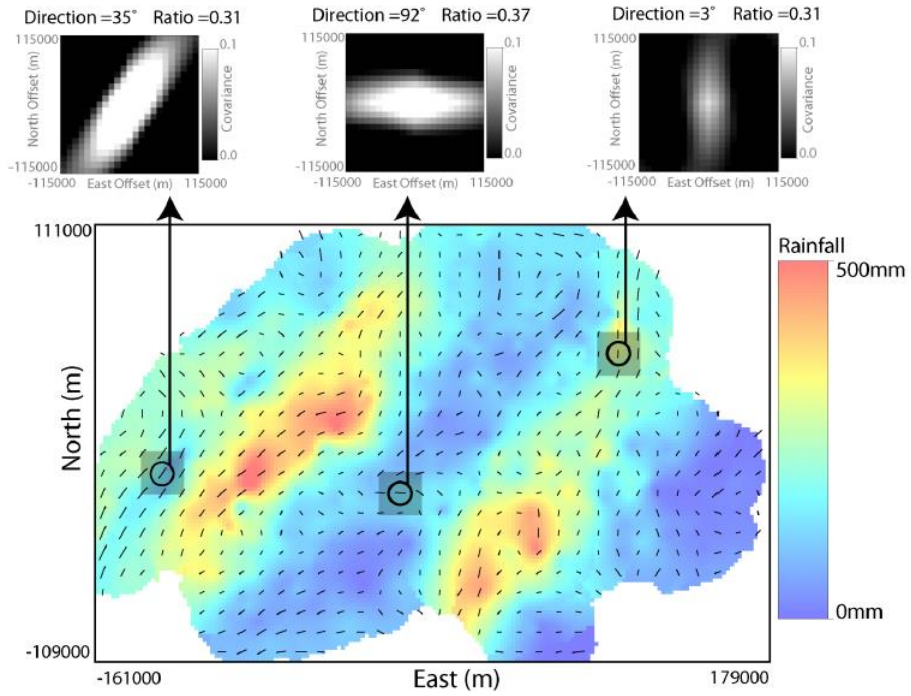 Direction =35° Ratio =0.31
115000
North Offset (m)
-115000
-115000
East Offset (m)
115000
0.1
Covariance
0.0
Direction =92° Ratio =0.37
115000
North Offset (m)
-115000
-115000
East Offset (m)
115000
0.1
Covariance
0.0
Direction =3° Ratio =0.31
115000
North Offset (m)
-115000
-115000
East Offset (m)
115000
0.1
Covariance
0.0
111000
North (m)
-109000
-161000
East (m)
179000
Rainfall
500mm
0mm